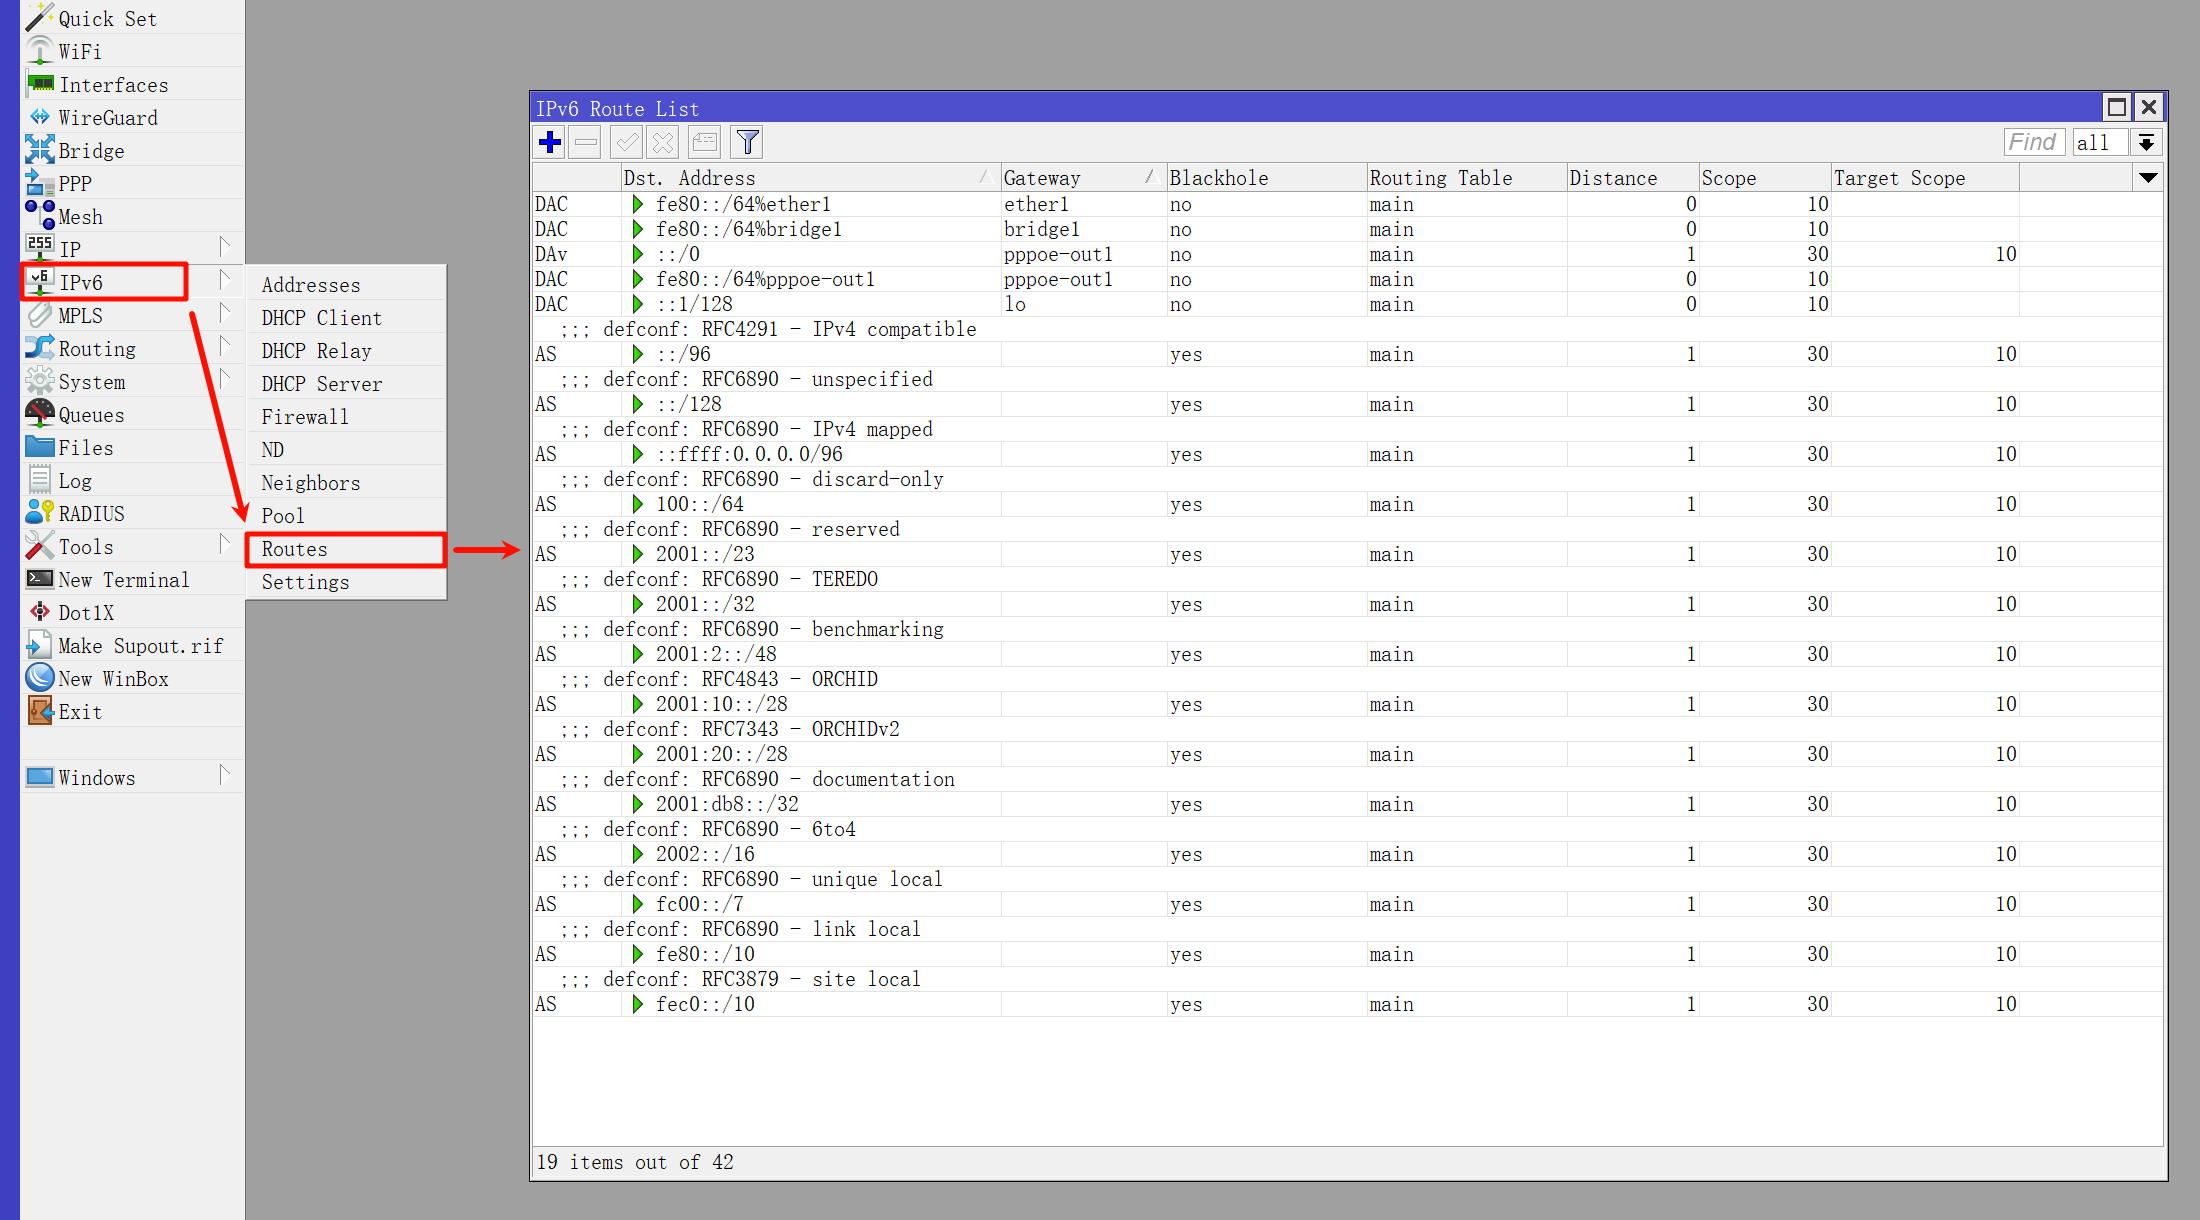 Quick Set
WiFi
Interfaces
WireGuard
Bridge
PPP
Mesh
255 IP
v6 IPv6
MPLS
Routing
System
Queues
Files
Log
RADIUS
Tools
New Terminal
Dot1X
Make Supout.rif
New WinBox
Exit
Windows
Addresses
DHCP Client
DHCP Relay
DHCP Server
Firewall
ND
Neighbors
Pool
Routes
Settings
IPv6 Route List
Find all
Dst. Address Gateway Blackhole Routing Table Distance Scope Target Scope
DAC fe80::/64%ether1 ether1 no main 0 10
DAC fe80::/64%bridge1 bridge1 no main 0 10
DAv ::/0 pppoe-out1 no main 1 30 10
DAC fe80::/64%pppoe-out1 pppoe-out1 no main 0 10
DAC ::1/128 lo no main 0 10
;;; defconf: RFC4291 - IPv4 compatible
AS ::/96 yes main 1 30 10
;;; defconf: RFC6890 - unspecified
AS ::/128 yes main 1 30 10
;;; defconf: RFC6890 - IPv4 mapped
AS ::ffff:0.0.0.0/96 yes main 1 30 10
;;; defconf: RFC6890 - discard-only
AS 100::/64 yes main 1 30 10
;;; defconf: RFC6890 - reserved
AS 2001::/23 yes main 1 30 10
;;; defconf: RFC6890 - TEREDO
AS 2001::/32 yes main 1 30 10
;;; defconf: RFC6890 - benchmarking
AS 2001:2::/48 yes main 1 30 10
;;; defconf: RFC4843 - ORCHID
AS 2001:10::/28 yes main 1 30 10
;;; defconf: RFC7343 - ORCHIDv2
AS 2001:20::/28 yes main 1 30 10
;;; defconf: RFC6890 - documentation
AS 2001:db8::/32 yes main 1 30 10
;;; defconf: RFC6890 - 6to4
AS 2002::/16 yes main 1 30 10
;;; defconf: RFC6890 - unique local
AS fc00::/7 yes main 1 30 10
;;; defconf: RFC6890 - link local
AS fe80::/10 yes main 1 30 10
;;; defconf: RFC3879 - site local
AS fec0::/10 yes main 1 30 10
19 items out of 42